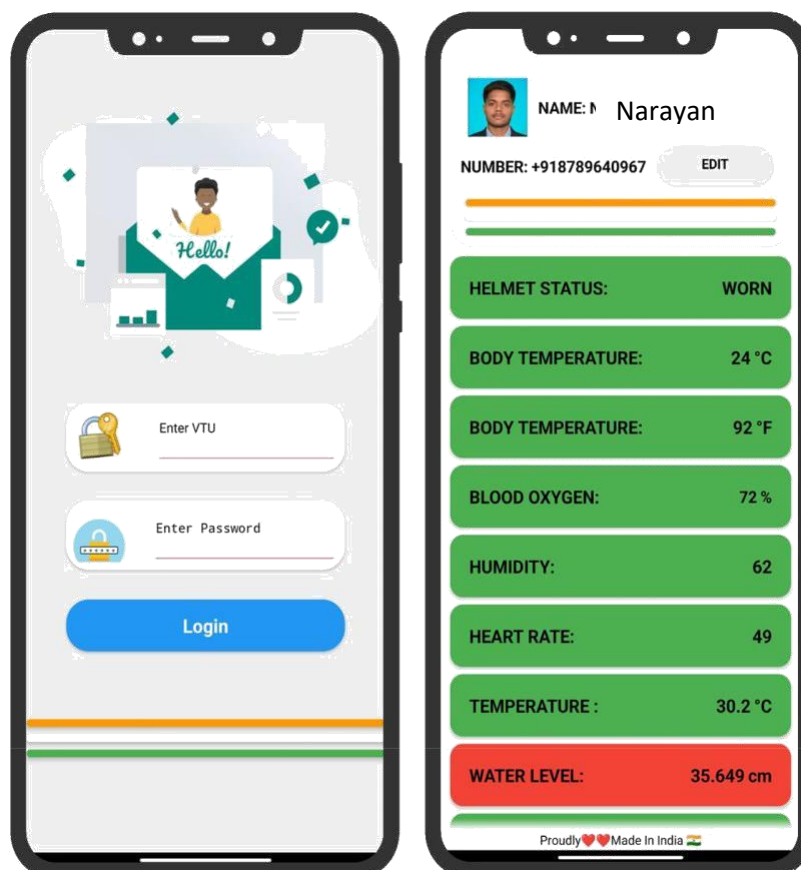 Hello!
Enter VTU
Enter Password
Login
NAME: N Narayan
NUMBER: +918789640967 EDIT
HELMET STATUS: WORN
BODY TEMPERATURE: 24 °C
BODY TEMPERATURE: 92 °F
BLOOD OXYGEN: 72 %
HUMIDITY: 62
HEART RATE: 49
TEMPERATURE : 30.2 °C
WATER LEVEL: 35.649 cm
Proudly❤️❤️Made In India 🇮🇳